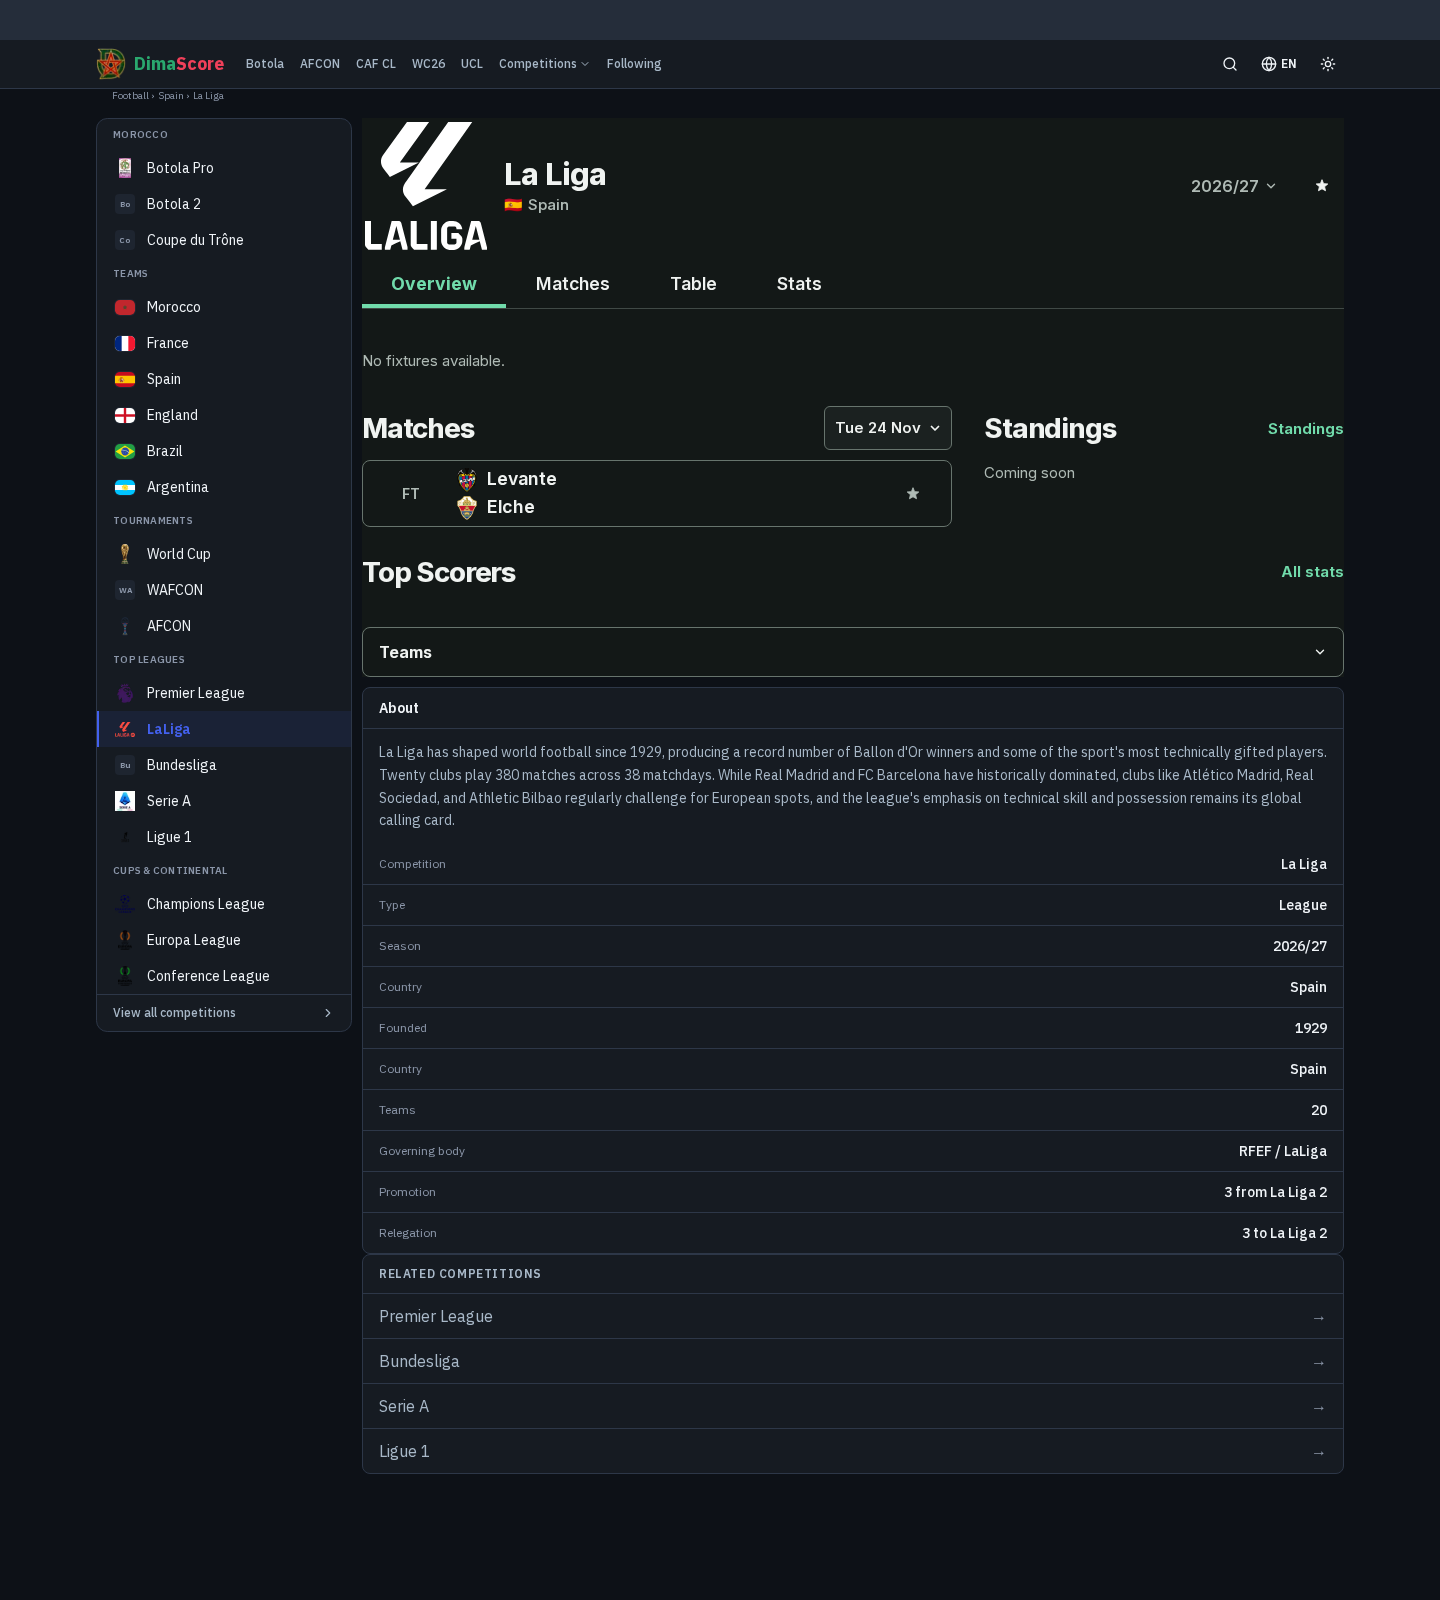 DimaScore
Botola
AFCON
CAF CL
WC26
UCL
Competitions
Following
EN
Football › Spain › La Liga
MOROCCO
Botola Pro
Bo
Botola 2
Co
Coupe du Trône
TEAMS
Morocco
France
Spain
England
Brazil
Argentina
TOURNAMENTS
World Cup
WA
WAFCON
AFCON
TOP LEAGUES
Premier League
LaLiga
Bu
Bundesliga
Serie A
Ligue 1
CUPS & CONTINENTAL
Champions League
Europa League
Conference League
View all competitions
LALIGA
La Liga
Spain
2026/27
Overview
Matches
Table
Stats
No fixtures available.
Matches
Tue 24 Nov
FT
Levante
Elche
Standings
Standings
Coming soon
Top Scorers
All stats
Teams
About
La Liga has shaped world football since 1929, producing a record number of Ballon d'Or winners and some of the sport's most technically gifted players.
Twenty clubs play 380 matches across 38 matchdays. While Real Madrid and FC Barcelona have historically dominated, clubs like Atlético Madrid, Real
Sociedad, and Athletic Bilbao regularly challenge for European spots, and the league's emphasis on technical skill and possession remains its global
calling card.
Competition La Liga
Type League
Season 2026/27
Country Spain
Founded 1929
Country Spain
Teams 20
Governing body RFEF / LaLiga
Promotion 3 from La Liga 2
Relegation 3 to La Liga 2
RELATED COMPETITIONS
Premier League →
Bundesliga →
Serie A →
Ligue 1 →